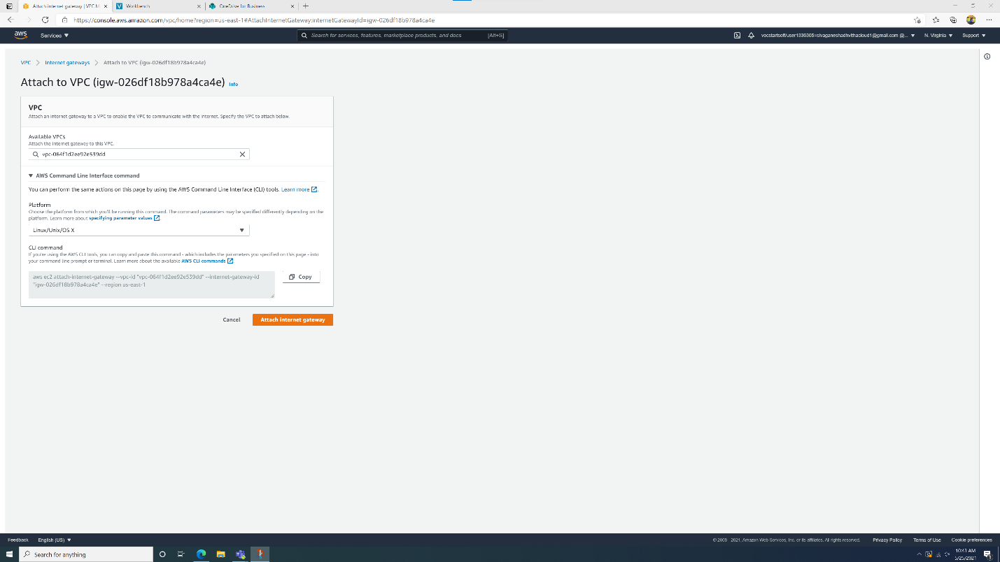 Attach internet gateway | VPC M
Workbench
OneDrive for Business
https://console.aws.amazon.com/vpc/home?region=us-east-1#AttachInternetGateway:internetGatewayId=igw-026df18b978a4ca4e
aws
Services
Search for services, features, marketplace products, and docs
[Alt+S]
vocstartsoft/user1336305=sivaganeshadhvithacloud1@gmail.com @...
N. Virginia
Support
VPC
Internet gateways
Attach to VPC (igw-026df18b978a4ca4e)
Attach to VPC (igw-026df18b978a4ca4e) Info
VPC
Attach an internet gateway to a VPC to enable the VPC to communicate with the internet. Specify the VPC to attach below.
Available VPCs
Attach the internet gateway to this VPC.
vpc-064f1d2ee92e539dd
AWS Command Line Interface command
You can perform the same actions on this page by using the AWS Command Line Interface (CLI) tools. Learn more.
Platform
Choose the platform from which you'll be running this command. The command parameters may be specified differently depending on the
platform. Learn more about specifying parameter values.
Linux/Unix/OS X
CLI command
If you're using the AWS CLI tools, you can copy and paste this command - which includes the parameters you specified on this page - into
your command line prompt or terminal. Learn more about the available AWS CLI commands
aws ec2 attach-internet-gateway --vpc-id "vpc-064f1d2ee92e539dd" --internet-gateway-id
"igw-026df18b978a4ca4e" --region us-east-1
Copy
Cancel
Attach internet gateway
Feedback
English (US)
© 2008 - 2021, Amazon Web Services, Inc. or its affiliates. All rights reserved.
Privacy Policy
Terms of Use
Cookie preferences
Search for anything
10:43 AM
5/25/2021